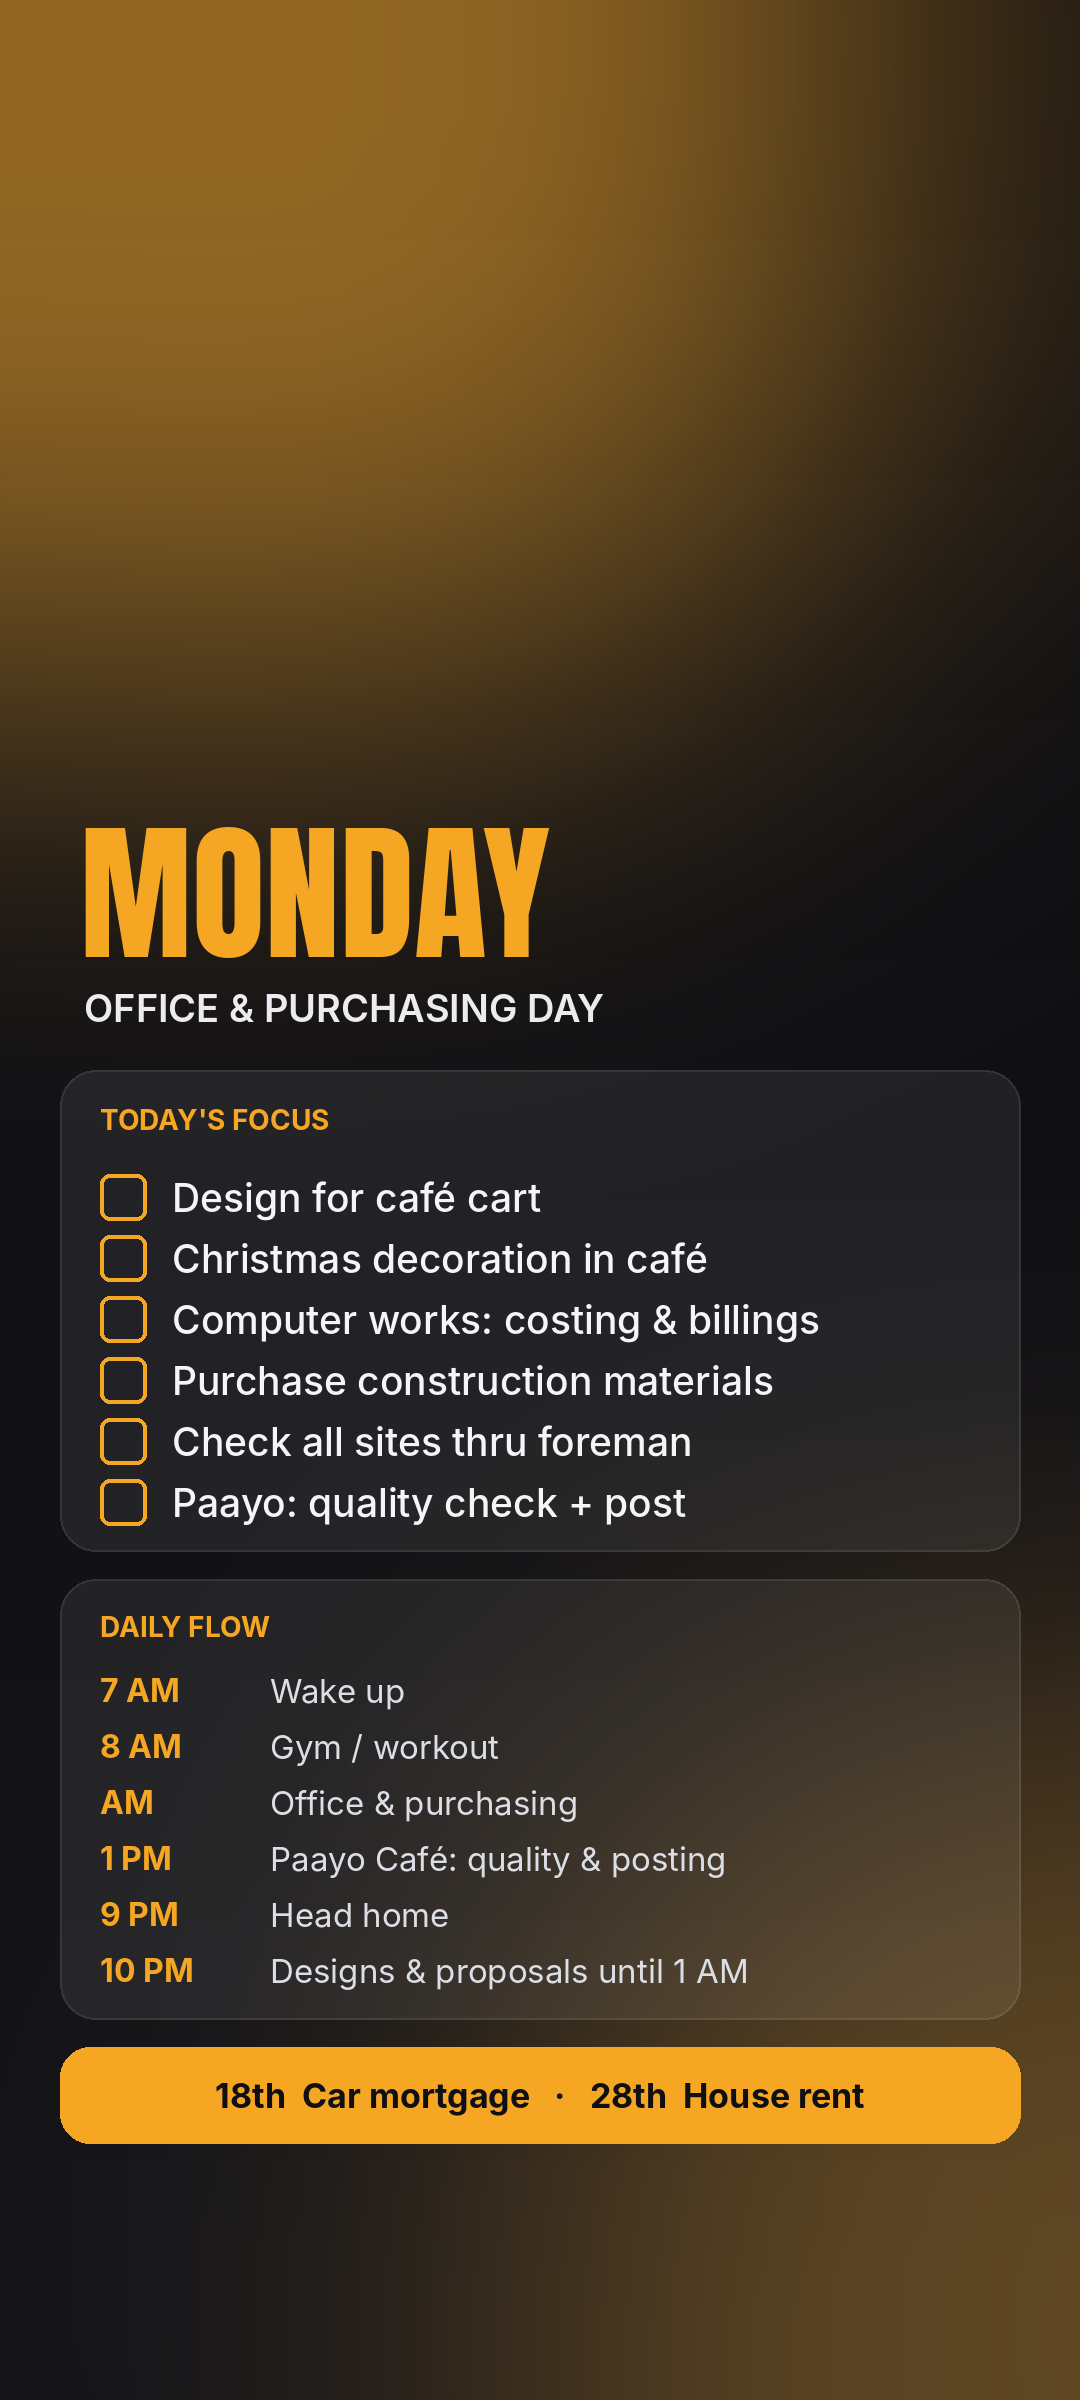 MONDAY
OFFICE & PURCHASING DAY
TODAY'S FOCUS
Design for café cart
Christmas decoration in café
Computer works: costing & billings
Purchase construction materials
Check all sites thru foreman
Paayo: quality check + post
DAILY FLOW
7 AM Wake up
8 AM Gym / workout
AM Office & purchasing
1 PM Paayo Café: quality & posting
9 PM Head home
10 PM Designs & proposals until 1 AM
18th Car mortgage · 28th House rent